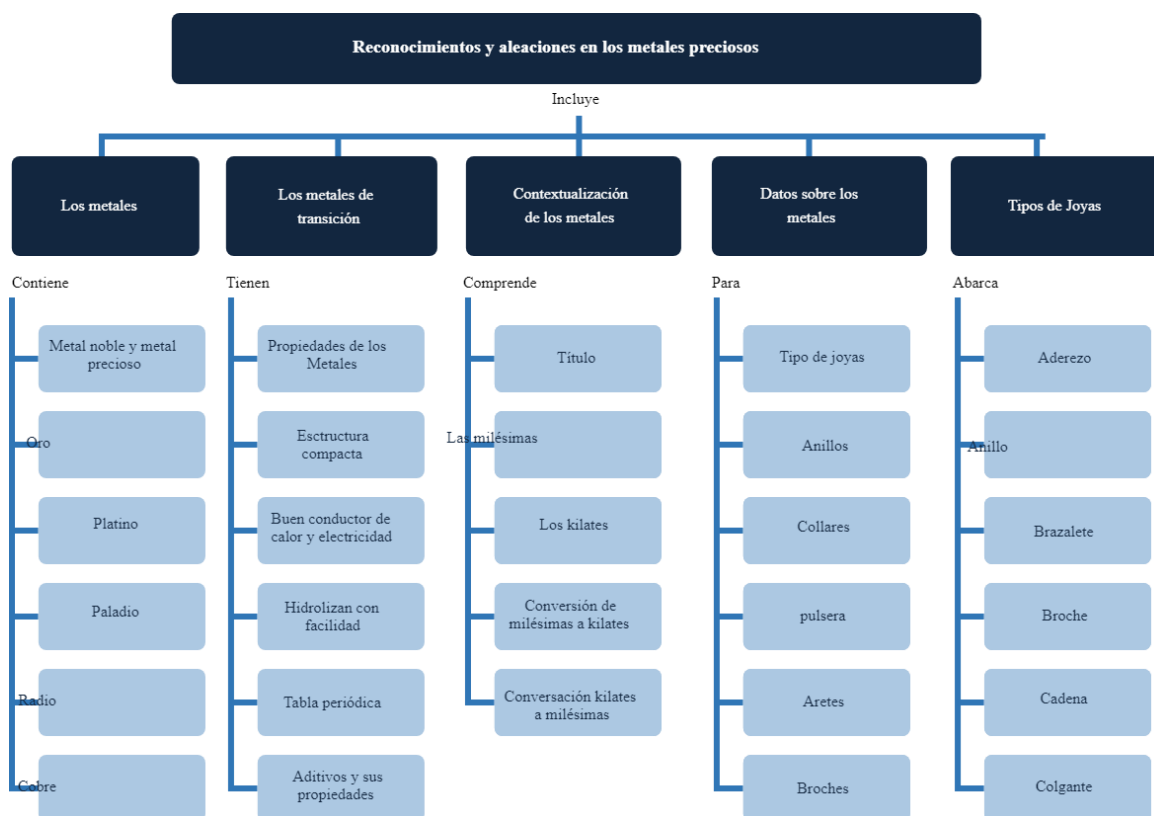 Reconocimientos y aleaciones en los metales preciosos
Incluye
Los metales
Los metales de
transición
Contextualización
de los metales
Datos sobre los
metales
Tipos de Joyas
Contiene
Metal noble y metal
precioso
Oro
Platino
Paladio
Radio
Cobre
Tienen
Propiedades de los
Metales
Esctructura
compacta
Buen conductor de
calor y electricidad
Hidrolizan con
facilidad
Tabla periódica
Aditivos y sus
propiedades
Comprende
Título
Las milésimas
Los kilates
Conversión de
milésimas a kilates
Conversación kilates
a milésimas
Para
Tipo de joyas
Anillos
Collares
pulsera
Aretes
Broches
Abarca
Aderezo
Anillo
Brazalete
Broche
Cadena
Colgante